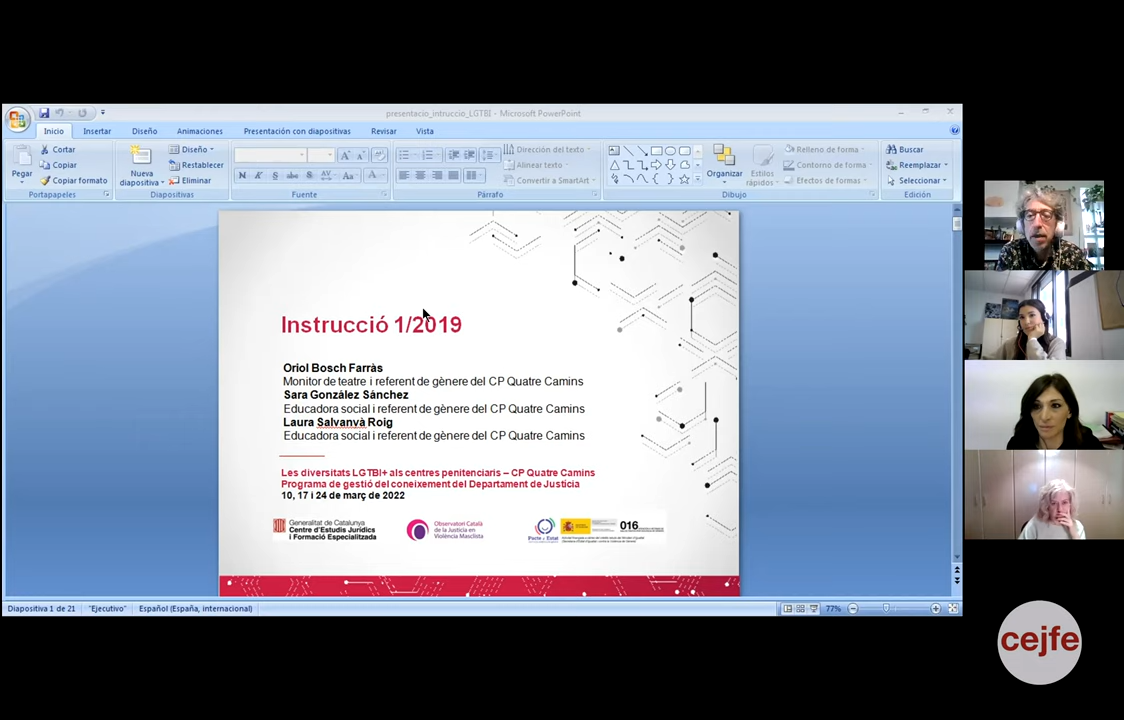 presentacio_intruccio_LGTBI - Microsoft PowerPoint
Inicio
Insertar
Diseño
Animaciones
Presentación con diapositivas
Revisar
Vista
Pegar
Cortar
Copiar
Copiar formato
Portapapeles
Nueva
diapositiva
Diseño
Restablecer
Eliminar
Diapositivas
N K S abe S AV Aa A
Fuente
Dirección del texto
Alinear texto
Convertir a SmartArt
Párrafo
Organizar
Estilos
rápidos
Relleno de forma
Contorno de forma
Efectos de formas
Dibujo
Buscar
Reemplazar
Seleccionar
Edición
Instrucció 1/2019
Oriol Bosch Farràs
Monitor de teatre i referent de gènere del CP Quatre Camins
Sara González Sánchez
Educadora social i referent de gènere del CP Quatre Camins
Laura Salvanyà Roig
Educadora social i referent de gènere del CP Quatre Camins
Les diversitats LGTBI+ als centres penitenciaris – CP Quatre Camins
Programa de gestió del coneixement del Departament de Justícia
10, 17 i 24 de març de 2022
Generalitat de Catalunya
Centre d'Estudis Jurídics
i Formació Especialitzada
Observatori Català
de la Justícia en
Violència Masclista
Pacte d'Estat
016
Diapositiva 1 de 21
"Ejecutivo"
Español (España, internacional)
77%
cejfe